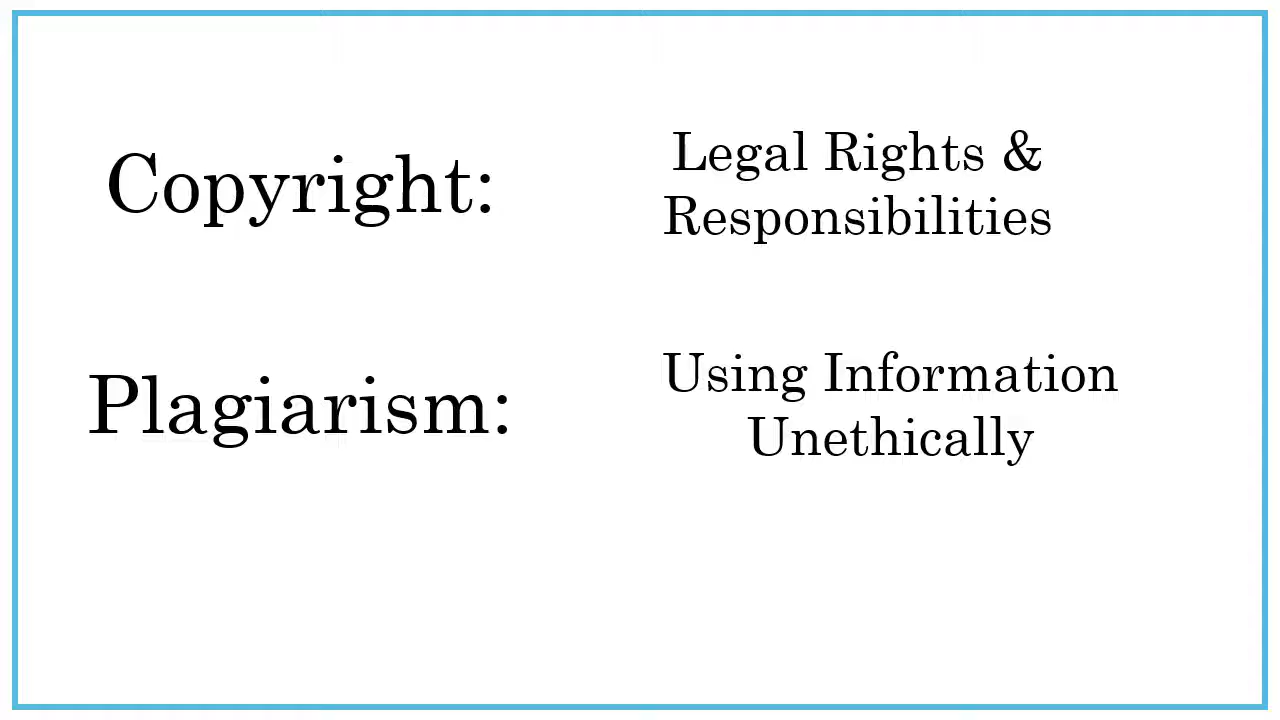 Copyright:
Legal Rights &
Responsibilities
Plagiarism:
Using Information
Unethically